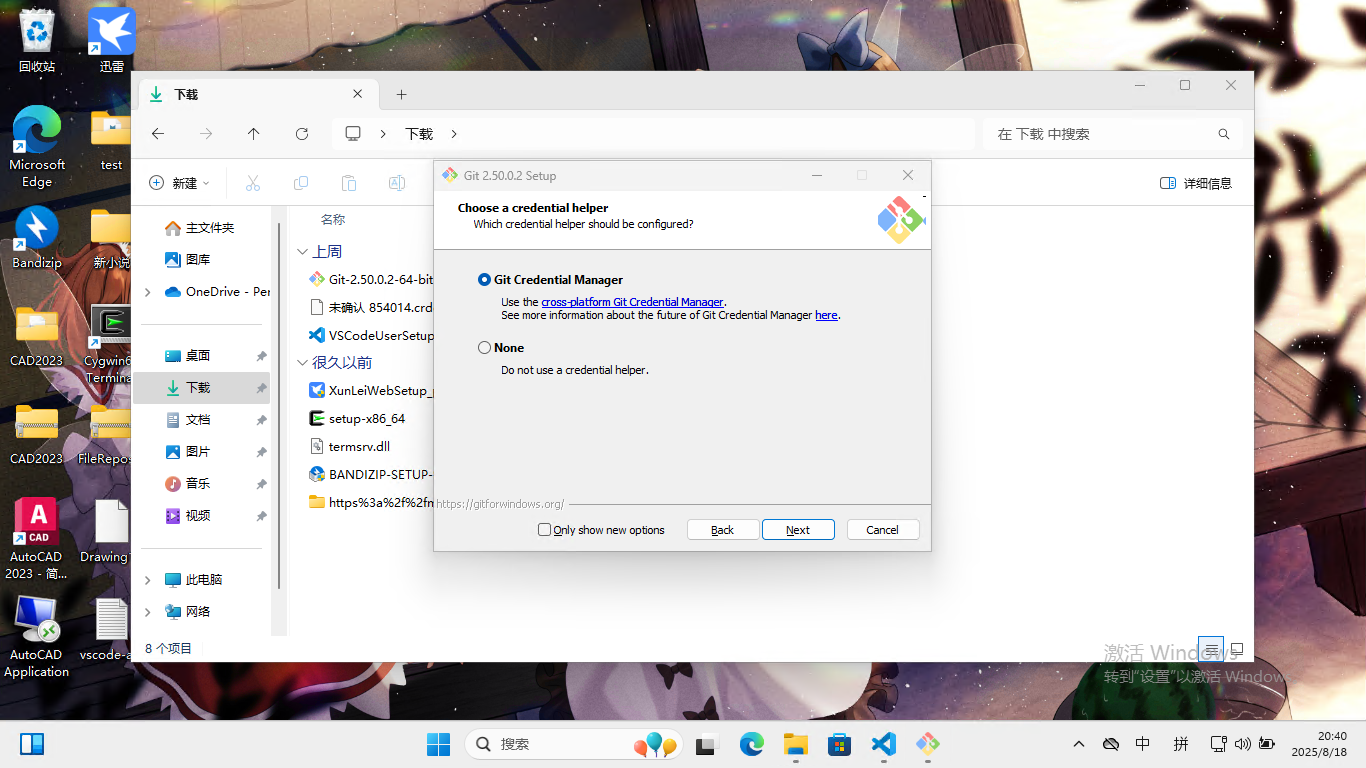 回收站
迅雷
Microsoft Edge
test
Bandizip
新小说
CAD2023
Cygwin6
Termina
CAD2023
FileRepos
AutoCAD 2023 - 简...
Drawing
AutoCAD Application
vscode-a
下载
下载
在 下载 中搜索
新建
详细信息
主文件夹
图库
OneDrive - Per
桌面
下载
文档
图片
音乐
视频
此电脑
网络
8 个项目
名称
上周
Git-2.50.0.2-64-bit
未确认 854014.crd
VSCodeUserSetup
很久以前
XunLeiWebSetup_
setup-x86_64
termsrv.dll
BANDIZIP-SETUP-
https%3a%2f%2fm
Git 2.50.0.2 Setup
Choose a credential helper
Which credential helper should be configured?
Git Credential Manager
Use the cross-platform Git Credential Manager.
See more information about the future of Git Credential Manager here.
None
Do not use a credential helper.
https://gitforwindows.org/
Only show new options
Back
Next
Cancel
激活 Windows
转到"设置"以激活 Windows
搜索
中
拼
20:40
2025/8/18